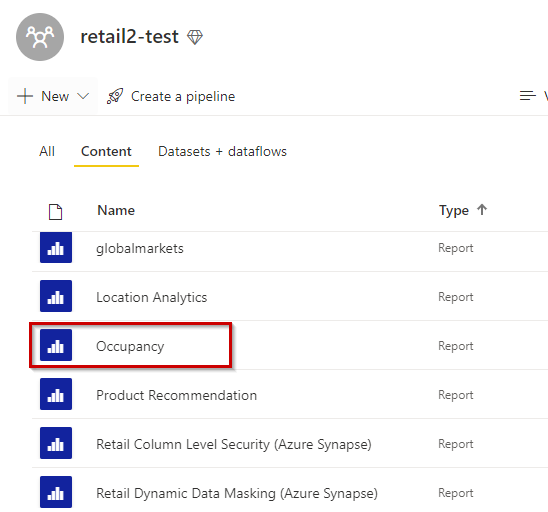 retail2-test
New Create a pipeline
All Content Datasets + dataflows
Name Type
globalmarkets Report
Location Analytics Report
Occupancy Report
Product Recommendation Report
Retail Column Level Security (Azure Synapse) Report
Retail Dynamic Data Masking (Azure Synapse) Report